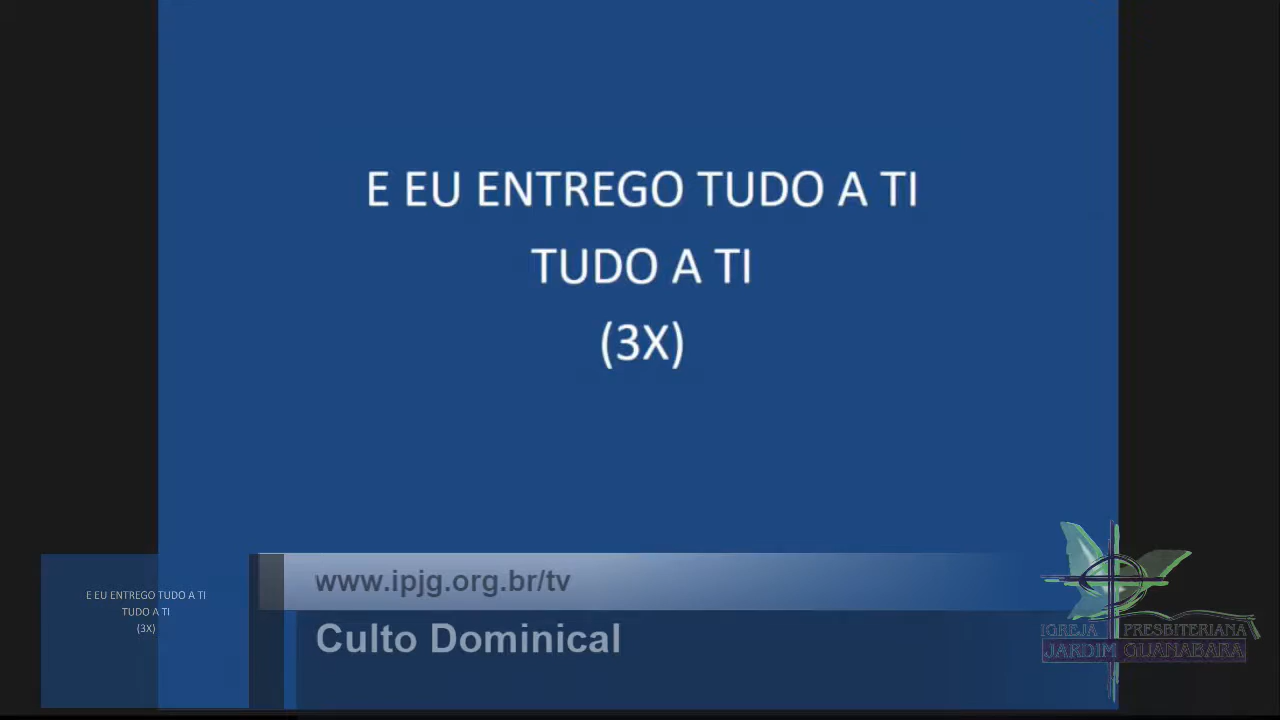 E EU ENTREGO TUDO A TI
TUDO A TI
(3X)
E EU ENTREGO TUDO A TI
TUDO A TI
(3X)
www.ipjg.org.br/tv
Culto Dominical
IGREJA PRESBITERIANA
JARDIM GUANABARA